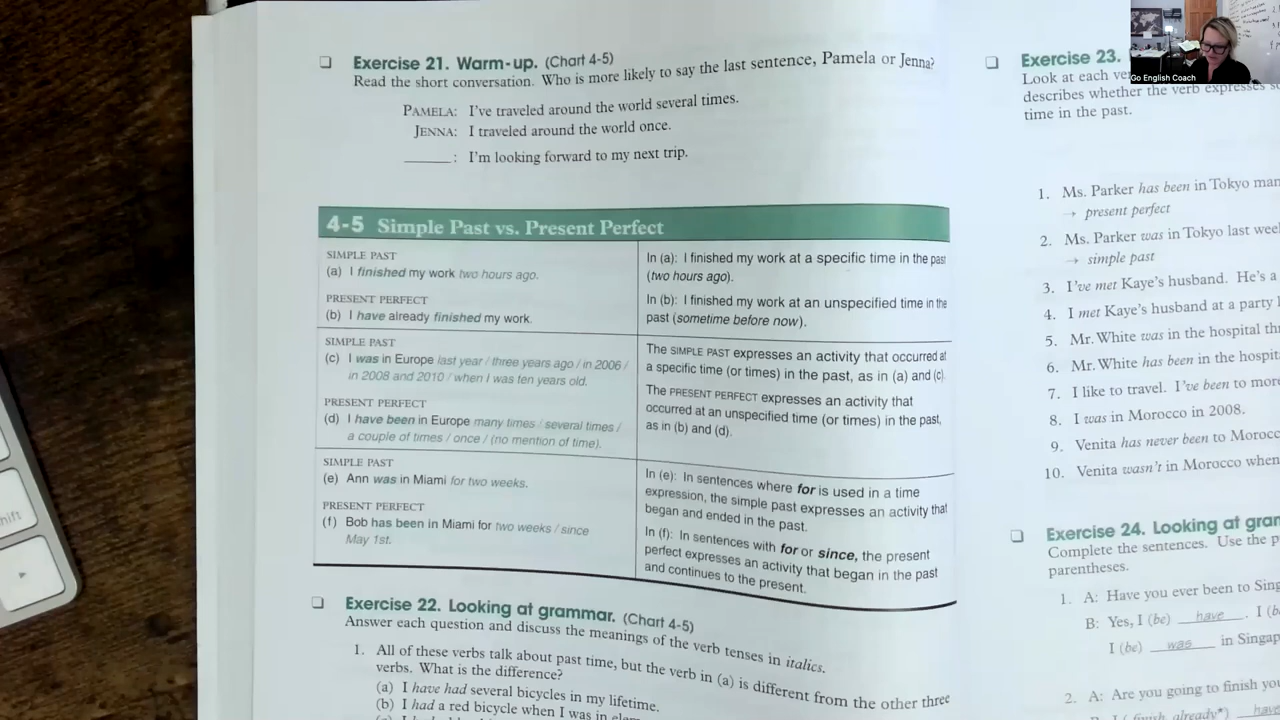 Exercise 21. Warm-up. (Chart 4-5)
Read the short conversation. Who is more likely to say the last sentence, Pamela or Jenna?
PAMELA: I've traveled around the world several times.
JENNA: I traveled around the world once.
______: I'm looking forward to my next trip.
4-5 Simple Past vs. Present Perfect
SIMPLE PAST
(a) I finished my work two hours ago.
PRESENT PERFECT
(b) I have already finished my work.
In (a): I finished my work at a specific time in the past
(two hours ago).
In (b): I finished my work at an unspecified time in the
past (sometime before now).
SIMPLE PAST
(c) I was in Europe last year / three years ago / in 2006 /
in 2008 and 2010 / when I was ten years old.
PRESENT PERFECT
(d) I have been in Europe many times / several times /
a couple of times / once / (no mention of time).
The SIMPLE PAST expresses an activity that occurred at
a specific time (or times) in the past, as in (a) and (c).
The PRESENT PERFECT expresses an activity that
occurred at an unspecified time (or times) in the past,
as in (b) and (d).
SIMPLE PAST
(e) Ann was in Miami for two weeks.
PRESENT PERFECT
(f) Bob has been in Miami for two weeks / since
May 1st.
In (e): In sentences where for is used in a time
expression, the simple past expresses an activity that
began and ended in the past.
In (f): In sentences with for or since, the present
perfect expresses an activity that began in the past
and continues to the present.
Exercise 22. Looking at grammar. (Chart 4-5)
Answer each question and discuss the meanings of the verb tenses in italics.
1. All of these verbs talk about past time, but the verb in (a) is different from the other three
verbs. What is the difference?
(a) I have had several bicycles in my lifetime.
(b) I had a red bicycle when I was in
Exercise 23.
Look at each
describes whether the verb expresses
time in the past.
1. Ms. Parker has been in Tokyo
→ present perfect
2. Ms. Parker was in Tokyo last
→ simple past
3. I've met Kaye's husband. He's a
4. I met Kaye's husband at a party
5. Mr. White was in the hospital
6. Mr. White has been in the
7. I like to travel. I've been to
8. I was in Morocco in 2008.
9. Venita has never been to
10. Venita wasn't in Morocco when
Exercise 24. Looking at
Complete the sentences. Use the
parentheses.
1. A: Have you ever been to
B: Yes, I (be) have . I
I (be) was in
2. A: Are you going to finish
Go English Coach